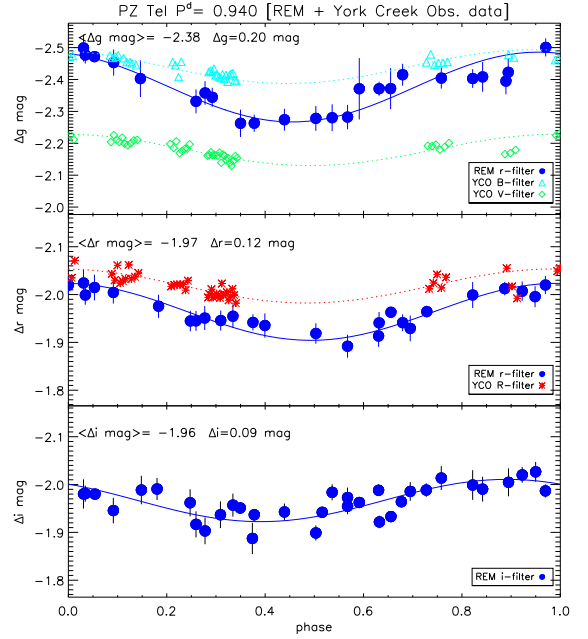 PZ Tel P^d= 0.940 [REM + York Creek Obs. data]
<Δg mag>= -2.38 Δg=0.20 mag
-2.5
-2.4
-2.3
-2.2
-2.1
-2.0
Δg mag
REM r-filter
YCO B-filter
YCO V-filter
<Δr mag>= -1.97 Δr=0.12 mag
-2.1
-2.0
-1.9
-1.8
Δr mag
REM r-filter
YCO R-filter
<Δi mag>= -1.96 Δi=0.09 mag
-2.1
-2.0
-1.9
-1.8
Δi mag
REM i-filter
0.0 0.2 0.4 0.6 0.8 1.0
phase